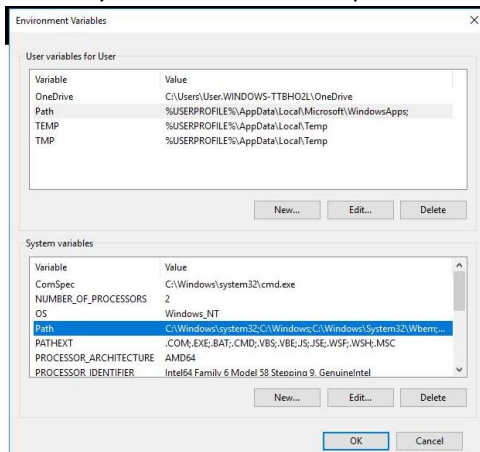 Environment Variables
User variables for User
Variable Value
OneDrive C:\Users\User.WINDOWS-TTBHO2L\OneDrive
Path %USERPROFILE%\AppData\Local\Microsoft\WindowsApps;
TEMP %USERPROFILE%\AppData\Local\Temp
TMP %USERPROFILE%\AppData\Local\Temp
New... Edit... Delete
System variables
Variable Value
ComSpec C:\Windows\system32\cmd.exe
NUMBER_OF_PROCESSORS 2
OS Windows_NT
Path C:\Windows\system32;C:\Windows;C:\Windows\System32\Wbem;...
PATHEXT .COM;.EXE;.BAT;.CMD;.VBS;.VBE;.JS;.JSE;.WSF;.WSH;.MSC
PROCESSOR_ARCHITECTURE AMD64
PROCESSOR_IDENTIFIER Intel64 Family 6 Model 58 Stepping 9, GenuineIntel
New... Edit... Delete
OK Cancel